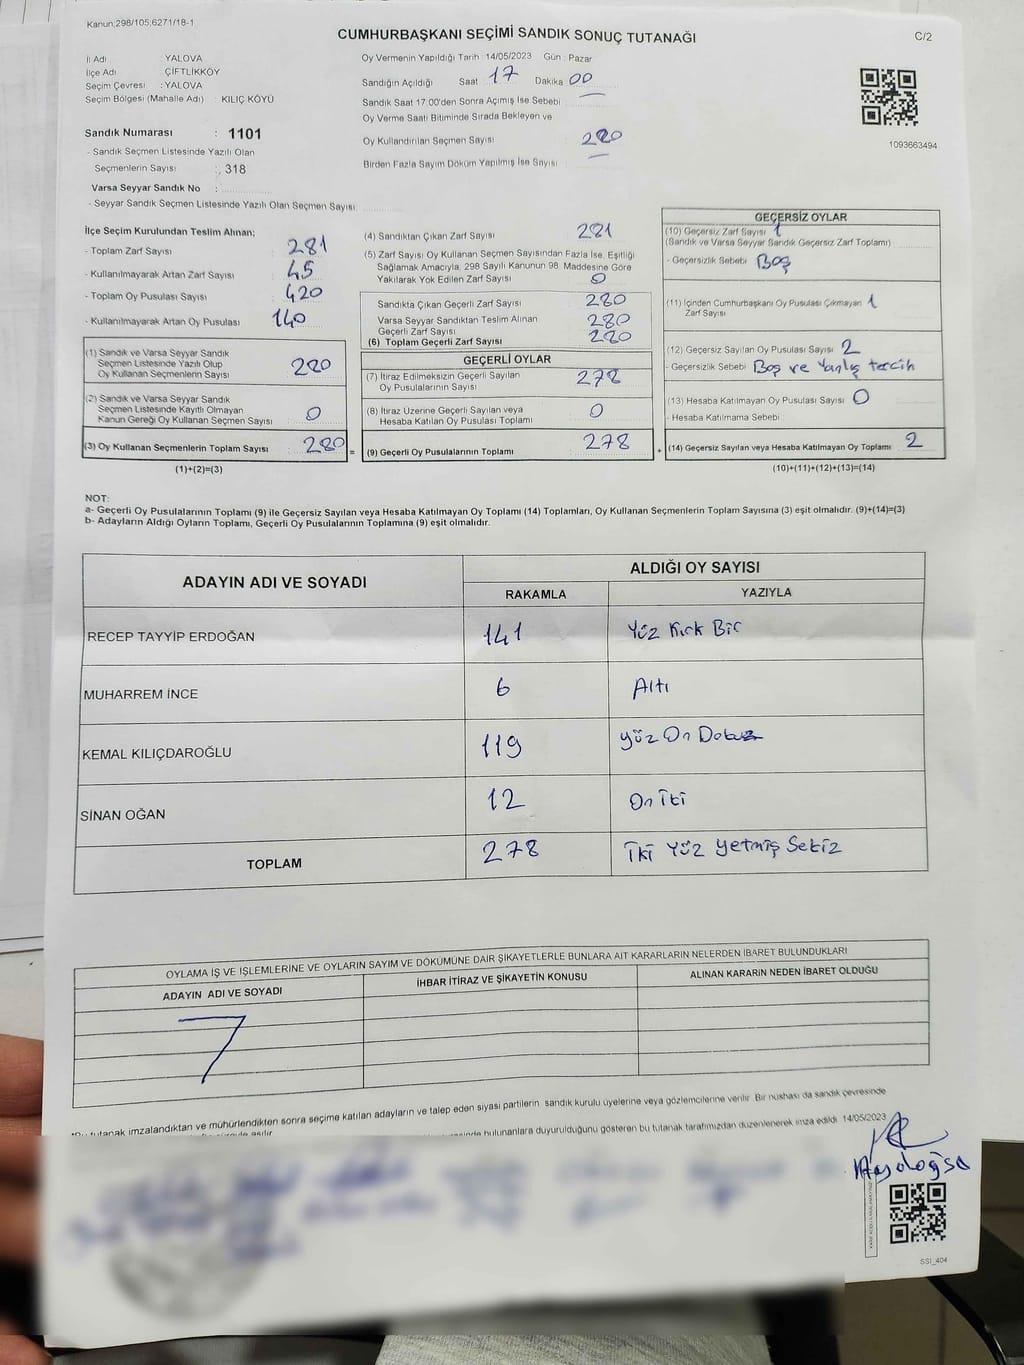 Kanun;298/105;6271/18-1
CUMHURBAŞKANI SEÇİMİ SANDIK SONUÇ TUTANAĞI
C/2
İl Adı : YALOVA
İlçe Adı : ÇİFTLİKKÖY
Seçim Çevresi : YALOVA
Seçim Bölgesi (Mahalle Adı) : KILIÇ KÖYÜ
Sandık Numarası : 1101
- Sandık Seçmen Listesinde Yazılı Olan
Seçmenlerin Sayısı : 318
Varsa Seyyar Sandık No :
- Seyyar Sandık Seçmen Listesinde Yazılı Olan Seçmen Sayısı:
Oy Vermenin Yapıldığı Tarih 14/05/2023 Gün : Pazar
Sandığın Açıldığı Saat 17 Dakika 00
Sandık Saat 17:00'den Sonra Açımış İse Sebebi
Oy Verme Saati Bitiminde Sırada Bekleyen ve
Oy Kullandırılan Seçmen Sayısı 280
Birden Fazla Sayım Döküm Yapılmış İse Sayısı
1093663494
İlçe Seçim Kurulundan Teslim Alınan;
- Toplam Zarf Sayısı 281
- Kullanılmayarak Artan Zarf Sayısı 45
- Toplam Oy Pusulası Sayısı 420
- Kullanılmayarak Artan Oy Pusulası 140
(1) Sandık ve Varsa Seyyar Sandık
Seçmen Listesinde Yazılı Olup
Oy Kullanan Seçmenlerin Sayısı 280
(2) Sandık ve Varsa Seyyar Sandık
Seçmen Listesinde Kayıtlı Olmayan
Kanun Gereği Oy Kullanan Seçmen Sayısı 0
(3) Oy Kullanan Seçmenlerin Toplam Sayısı 280 =
(1)+(2)=(3)
(4) Sandıktan Çıkan Zarf Sayısı 281
(5) Zarf Sayısı Oy Kullanan Seçmen Sayısından Fazla İse, Eşitliği
Sağlamak Amacıyla, 298 Sayılı Kanunun 98. Maddesine Göre
Yakılarak Yok Edilen Zarf Sayısı 0
Sandıkta Çıkan Geçerli Zarf Sayısı 280
Varsa Seyyar Sandıktan Teslim Alınan
Geçerli Zarf Sayısı 280
(6) Toplam Geçerli Zarf Sayısı 280
GEÇERLİ OYLAR
(7) İtiraz Edilmeksizin Geçerli Sayılan
Oy Pusulalarının Sayısı 278
(8) İtiraz Üzerine Geçerli Sayılan veya
Hesaba Katılan Oy Pusulası Toplamı 0
(9) Geçerli Oy Pusulalarının Toplamı 278 +
GEÇERSİZ OYLAR
(10) Geçersiz Zarf Sayısı 1
(Sandık ve Varsa Seyyar Sandık Geçersiz Zarf Toplamı)
- Geçersizlik Sebebi Boş
(11) İçinden Cumhurbaşkanı Oy Pusulası Çıkmayan 1
Zarf Sayısı
(12) Geçersiz Sayılan Oy Pusulası Sayısı 2
- Geçersizlik Sebebi Boş ve Yanlış tercih
(13) Hesaba Katılmayan Oy Pusulası Sayısı 0
- Hesaba Katılmama Sebebi
(14) Geçersiz Sayılan veya Hesaba Katılmayan Oy Toplamı 2
(10)+(11)+(12)+(13)=(14)
NOT:
a- Geçerli Oy Pusulalarının Toplamı (9) ile Geçersiz Sayılan veya Hesaba Katılmayan Oy Toplamı (14) Toplamları, Oy Kullanan Seçmenlerin Toplam Sayısına (3) eşit olmalıdır. (9)+(14)=(3)
b- Adayların Aldığı Oyların Toplamı, Geçerli Oy Pusulalarının Toplamına (9) eşit olmalıdır.
ADAYIN ADI VE SOYADI
ALDIĞI OY SAYISI
RAKAMLA YAZIYLA
RECEP TAYYİP ERDOĞAN 141 Yüz Kırk Bir
MUHARREM İNCE 6 Altı
KEMAL KILIÇDAROĞLU 119 yüz On Dokuz
SİNAN OĞAN 12 On İki
TOPLAM 278 İki Yüz Yetmiş Sekiz
OYLAMA İŞ VE İŞLEMLERİNE VE OYLARIN SAYIM VE DÖKÜMÜNE DAİR ŞİKAYETLERLE BUNLARA AİT KARARLARIN NELERDEN İBARET BULUNDUKLARI
ADAYIN ADI VE SOYADI İHBAR İTİRAZ VE ŞİKAYETİN KONUSU ALINAN KARARIN NEDEN İBARET OLDUĞU
tutanak imzalandıktan ve mühürlendikten sonra seçime katılan adayların ve talep eden siyasi partilerin sandık kurulu üyelerine veya gözlemcilerine verilir. Bir nüshası da sandık çevresinde
bulunanlara duyurulduğunu gösteren bu tutanak tarafımızdan düzenlenerek imza edildi. 14/05/2023
SSI_404